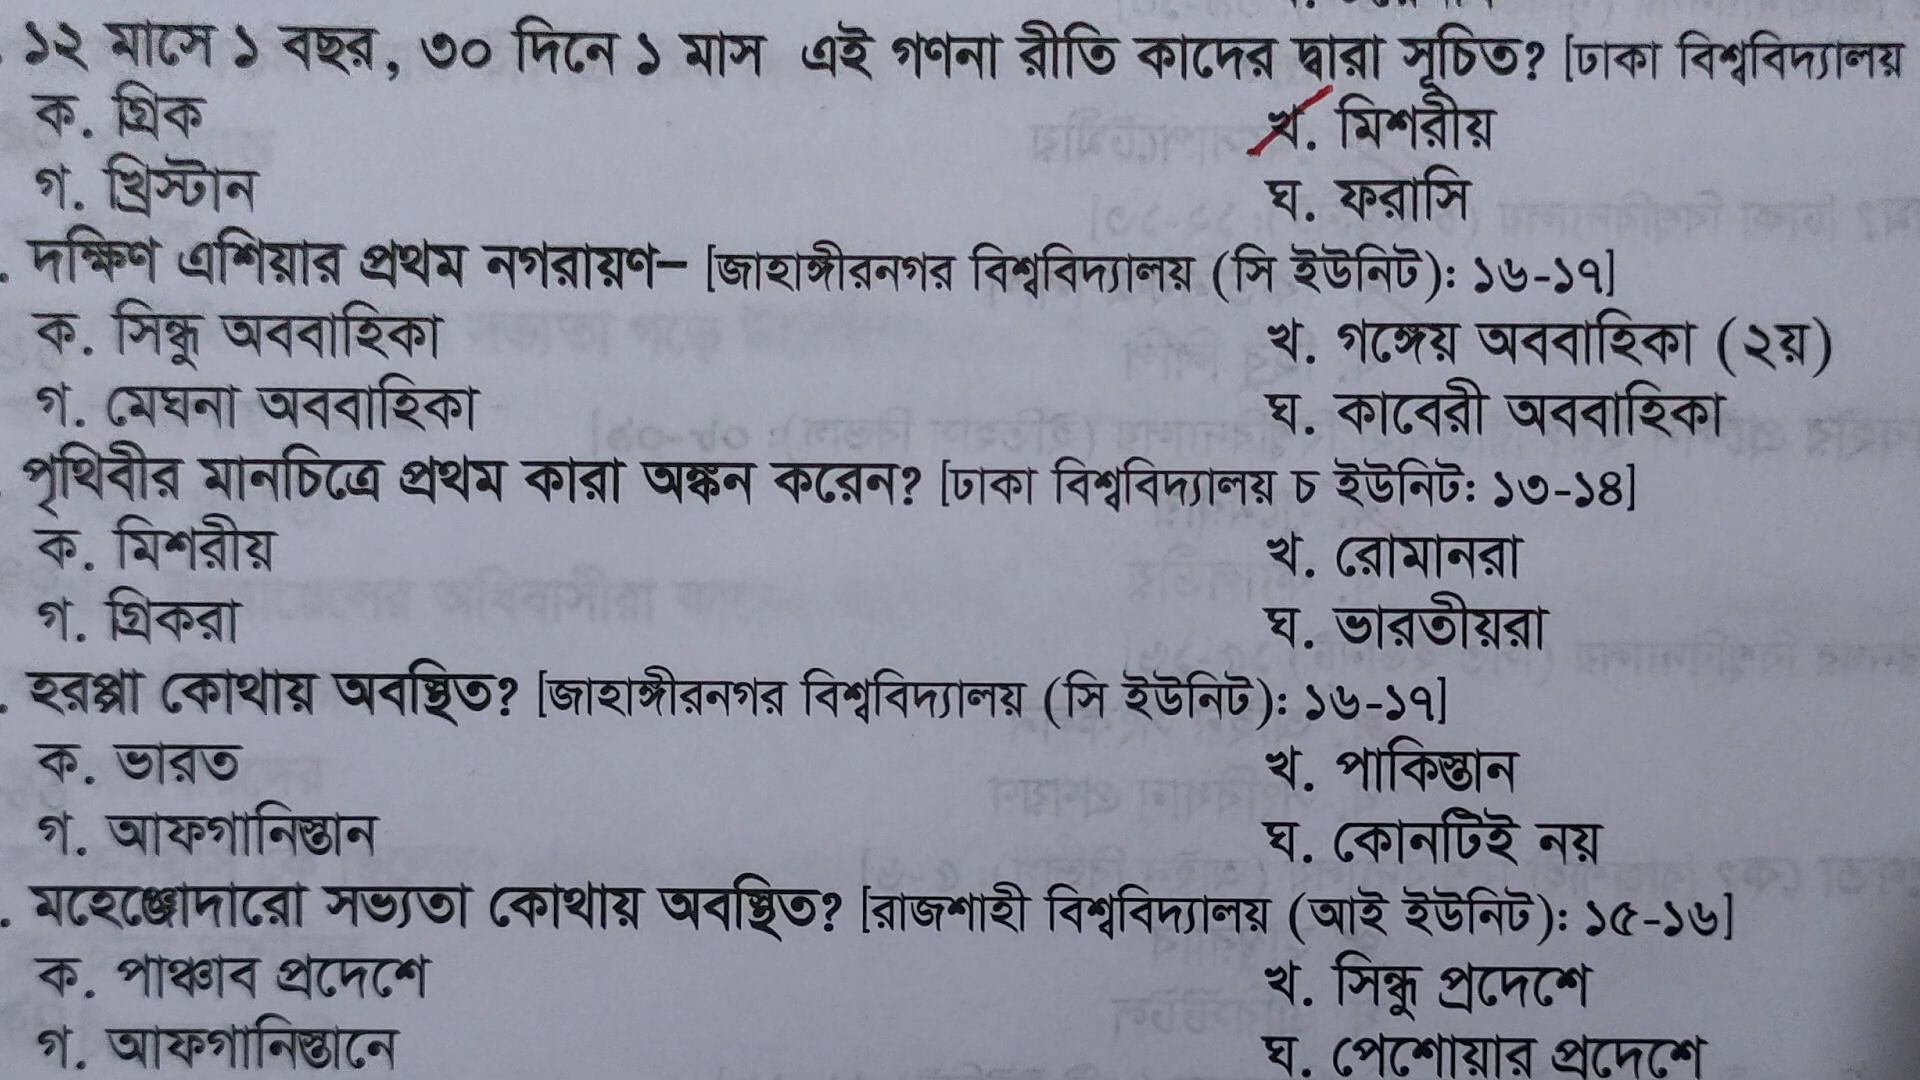 ১২ মাসে ১ বছর, ৩০ দিনে ১ মাস এই গণনা রীতি কাদের দ্বারা সূচিত? [ঢাকা বিশ্ববিদ্যালয়
ক. গ্রিক খ. মিশরীয়
গ. খ্রিস্টান ঘ. ফরাসি
. দক্ষিণ এশিয়ার প্রথম নগরায়ণ– [জাহাঙ্গীরনগর বিশ্ববিদ্যালয় (সি ইউনিট): ১৬-১৭]
ক. সিন্ধু অববাহিকা খ. গঙ্গেয় অববাহিকা (২য়)
গ. মেঘনা অববাহিকা ঘ. কাবেরী অববাহিকা
পৃথিবীর মানচিত্রে প্রথম কারা অঙ্কন করেন? [ঢাকা বিশ্ববিদ্যালয় চ ইউনিট: ১৩-১৪]
ক. মিশরীয় খ. রোমানরা
গ. গ্রিকরা ঘ. ভারতীয়রা
. হরপ্পা কোথায় অবস্থিত? [জাহাঙ্গীরনগর বিশ্ববিদ্যালয় (সি ইউনিট): ১৬-১৭]
ক. ভারত খ. পাকিস্তান
গ. আফগানিস্তান ঘ. কোনটিই নয়
. মহেঞ্জোদারো সভ্যতা কোথায় অবস্থিত? [রাজশাহী বিশ্ববিদ্যালয় (আই ইউনিট): ১৫-১৬]
ক. পাঞ্জাব প্রদেশে খ. সিন্ধু প্রদেশে
গ. আফগানিস্তানে ঘ. পেশোয়ার প্রদেশে